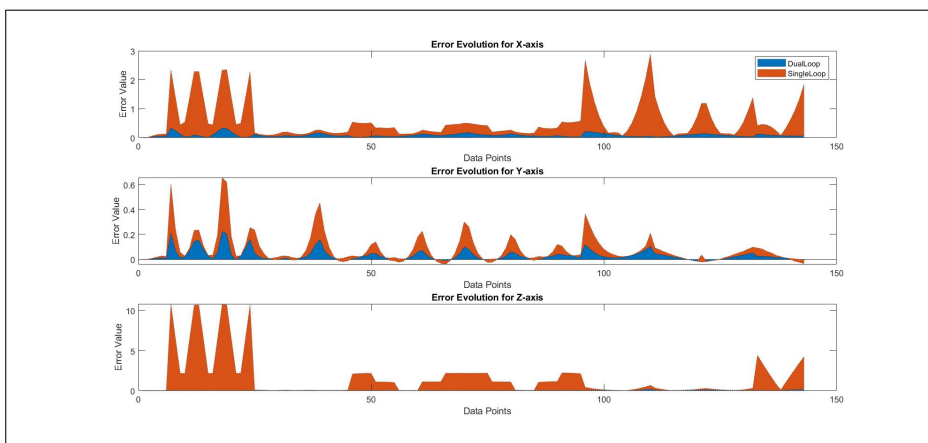 Error Evolution for X-axis
3
2
1
0
Error Value
0
50
100
150
Data Points
DualLoop
SingleLoop
Error Evolution for Y-axis
0.6
0.4
0.2
0
Error Value
0
50
100
150
Data Points
Error Evolution for Z-axis
10
5
0
Error Value
0
50
100
150
Data Points